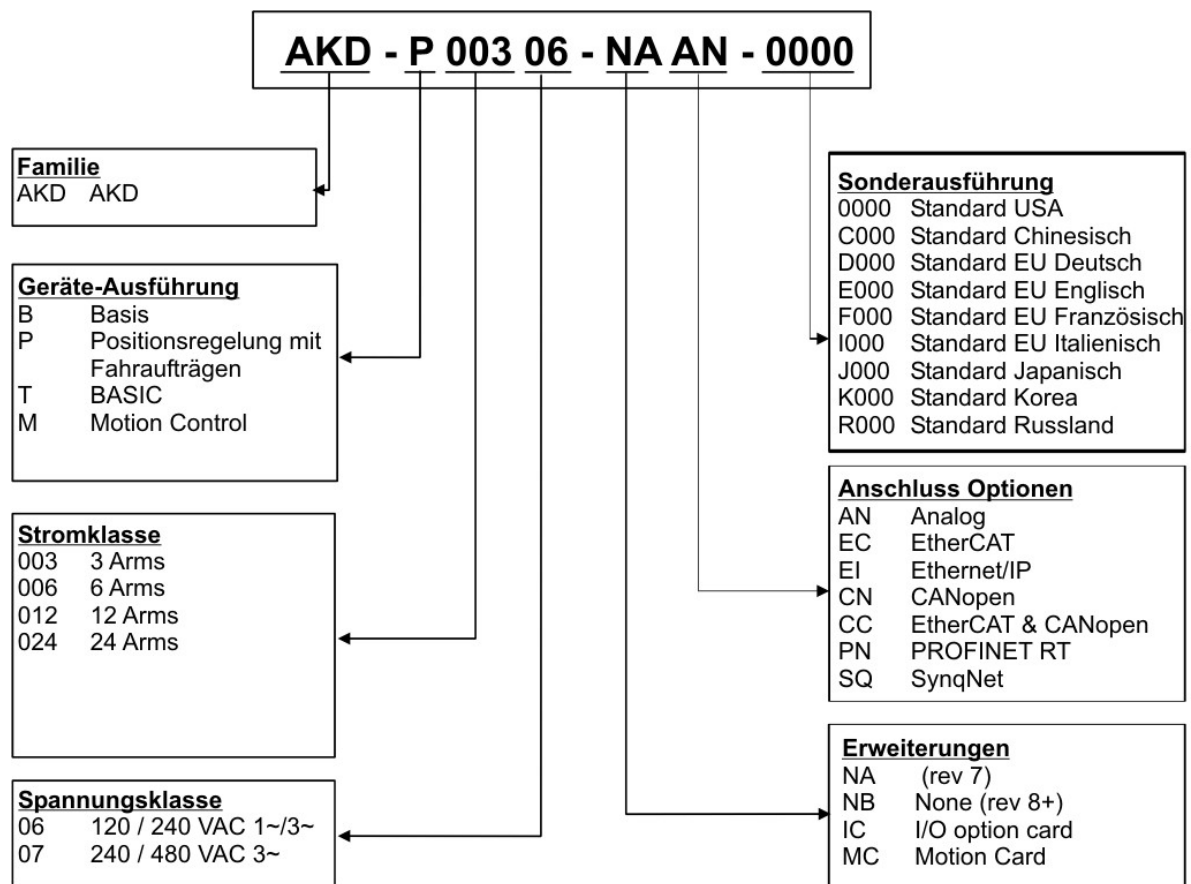 AKD - P 003 06 - NA AN - 0000
Familie
AKD AKD
Geräte-Ausführung
B Basis
P Positionsregelung mit
Fahraufträgen
T BASIC
M Motion Control
Stromklasse
003 3 Arms
006 6 Arms
012 12 Arms
024 24 Arms
Spannungsklasse
06 120 / 240 VAC 1~/3~
07 240 / 480 VAC 3~
Sonderausführung
0000 Standard USA
C000 Standard Chinesisch
D000 Standard EU Deutsch
E000 Standard EU Englisch
F000 Standard EU Französisch
I000 Standard EU Italienisch
J000 Standard Japanisch
K000 Standard Korea
R000 Standard Russland
Anschluss Optionen
AN Analog
EC EtherCAT
EI Ethernet/IP
CN CANopen
CC EtherCAT & CANopen
PN PROFINET RT
SQ SynqNet
Erweiterungen
NA (rev 7)
NB None (rev 8+)
IC I/O option card
MC Motion Card